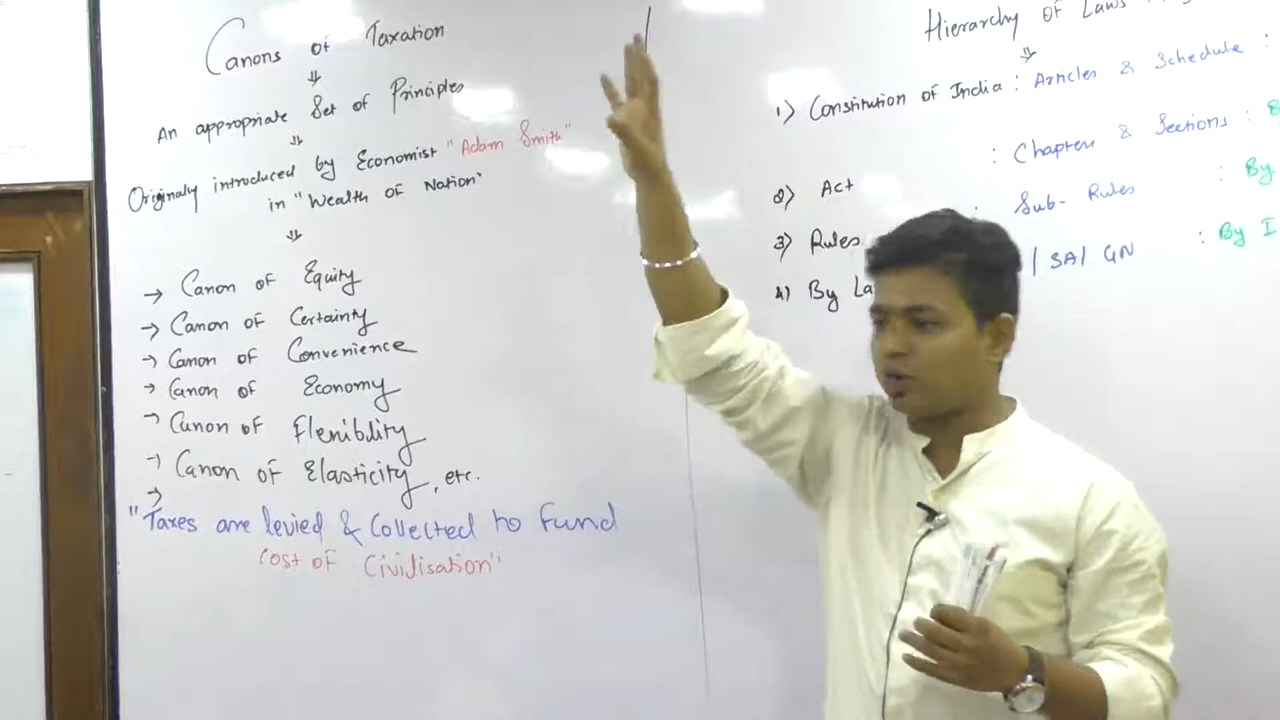 Canons of Taxation
An appropriate Set of Principles
Originally introduced by Economist "Adam Smith"
in "Wealth of Nation"
→ Canon of Equity
→ Canon of Certainty
→ Canon of Convenience
→ Canon of Economy
→ Canon of Flexibility
→ Canon of Elasticity, etc.
"Taxes are levied & Collected to Fund
Cost of Civilisation"
Hierarchy of Laws
1) Constitution of India : Articles & Schedule :
: Chapters & Sections :
2) Act
: Sub-Rules : By
3) Rules
4) By La | SA| GN : By I